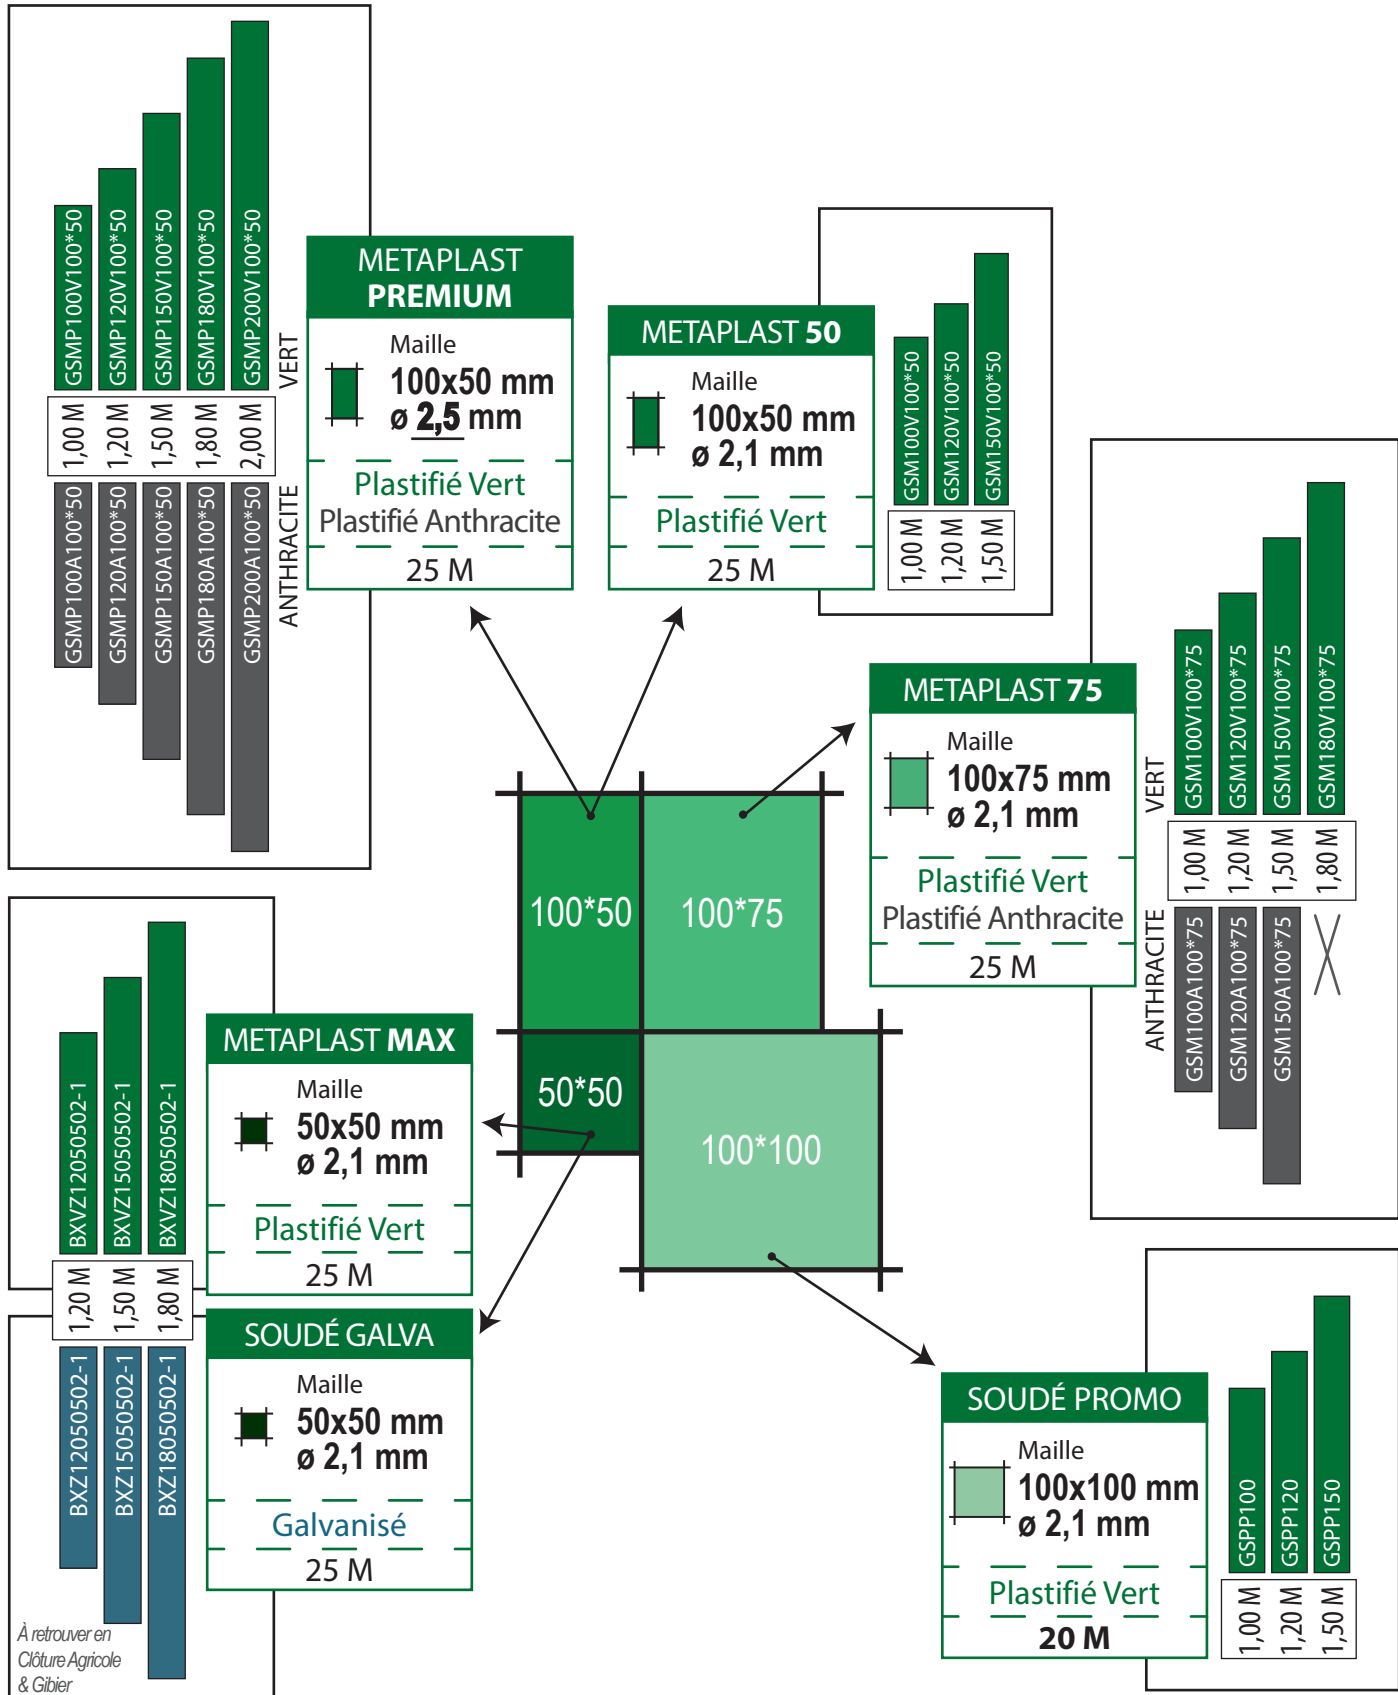 GSMP100V100*50
GSMP120V100*50
GSMP150V100*50
GSMP180V100*50
GSMP200V100*50
VERT
1,00 M
1,20 M
1,50 M
1,80 M
2,00 M
GSMP100A100*50
GSMP120A100*50
GSMP150A100*50
GSMP180A100*50
GSMP200A100*50
ANTHRACITE
METAPLAST
PREMIUM
Maille
100x50 mm
ø 2,5 mm
Plastifié Vert
Plastifié Anthracite
25 M
METAPLAST 50
Maille
100x50 mm
ø 2,1 mm
Plastifié Vert
25 M
GSM100V100*50
GSM120V100*50
GSM150V100*50
1,00 M
1,20 M
1,50 M
METAPLAST 75
Maille
100x75 mm
ø 2,1 mm
Plastifié Vert
Plastifié Anthracite
25 M
VERT
GSM100V100*75
GSM120V100*75
GSM150V100*75
GSM180V100*75
1,00 M
1,20 M
1,50 M
1,80 M
ANTHRACITE
GSM100A100*75
GSM120A100*75
GSM150A100*75
100*50
100*75
50*50
100*100
BXVZ12050502-1
BXVZ15050502-1
BXVZ18050502-1
METAPLAST MAX
Maille
50x50 mm
ø 2,1 mm
Plastifié Vert
25 M
1,20 M
1,50 M
1,80 M
BXZ12050502-1
BXZ15050502-1
BXZ18050502-1
SOUDÉ GALVA
Maille
50x50 mm
ø 2,1 mm
Galvanisé
25 M
À retrouver en
Clôture Agricole
& Gibier
SOUDÉ PROMO
Maille
100x100 mm
ø 2,1 mm
Plastifié Vert
20 M
GSPP100
GSPP120
GSPP150
1,00 M
1,20 M
1,50 M